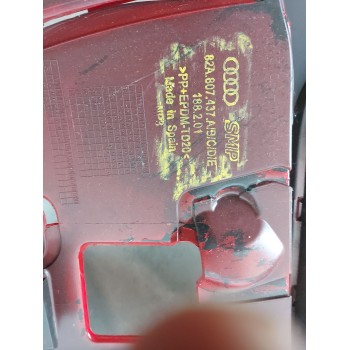 SMP
82A.807.437.A/B/C/D/E
188.2.01
>PP+EPDM-TD20<
Made in Spain